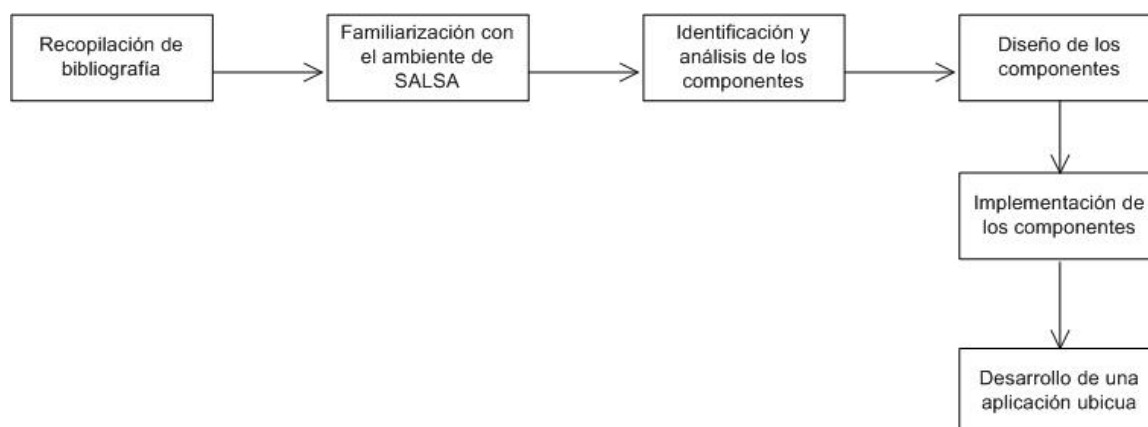 Recopilación de
bibliografía
Familiarización con
el ambiente de
SALSA
Identificación y
análisis de los
componentes
Diseño de los
componentes
Implementación de
los componentes
Desarrollo de una
aplicación ubicua